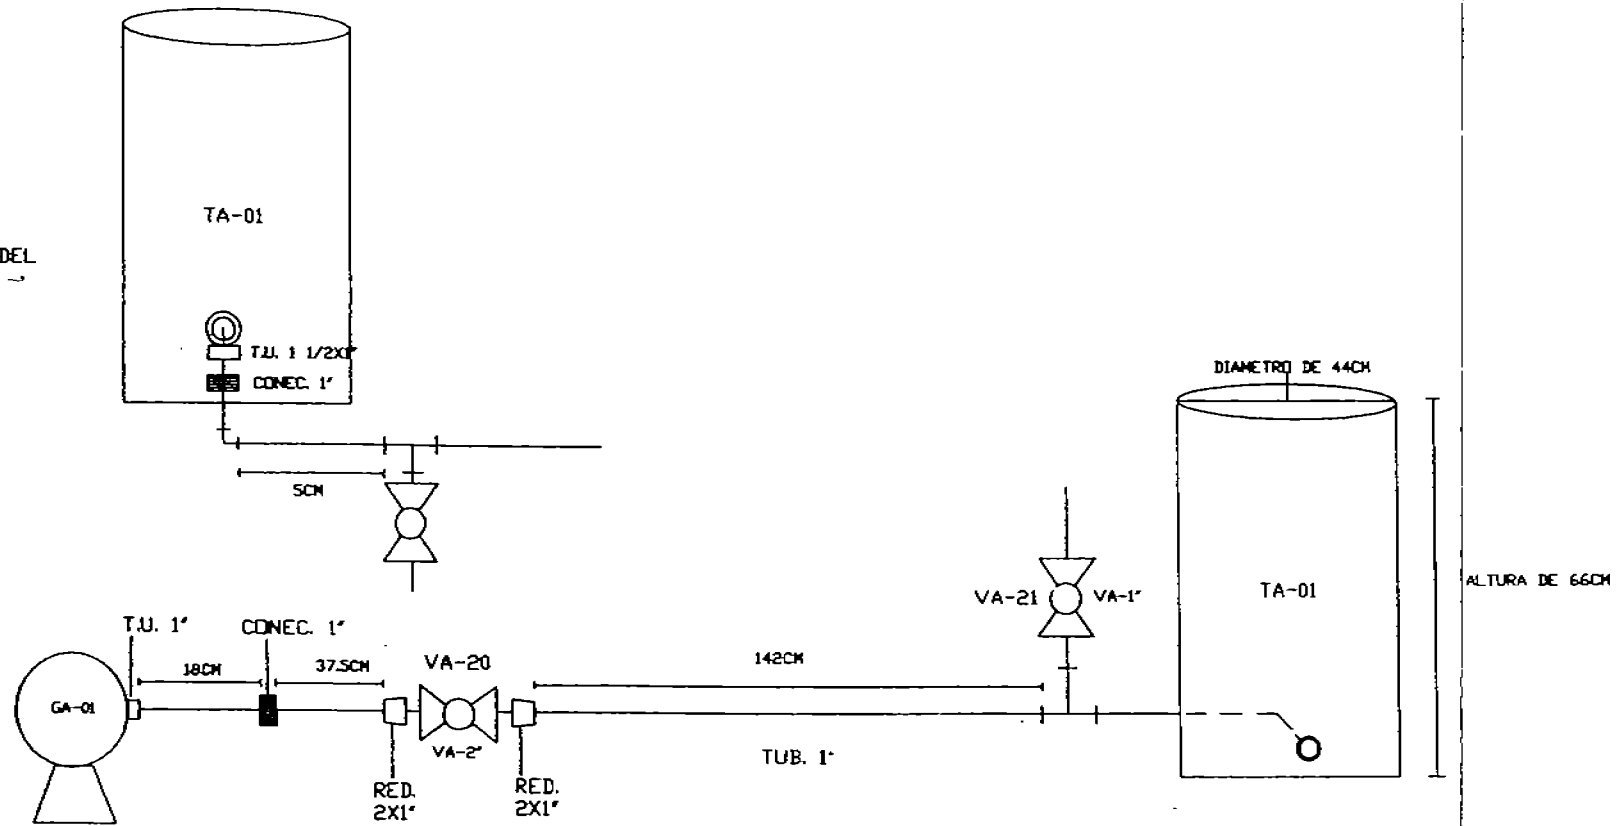 TA-01
DEL
T.U. 1 1/2X1"
CONEC. 1"
5CM
DIAMETRO DE 44CM
ALTURA DE 66CM
TA-01
VA-21
VA-1"
T.U. 1"
CONEC. 1"
18CM
37.5CM
VA-20
142CM
GA-01
VA-2"
TUB. 1"
RED.
2X1"
RED.
2X1"